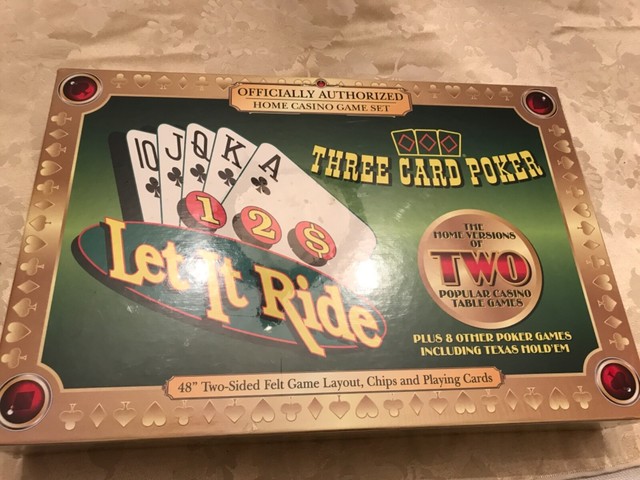 OFFICIALLY AUTHORIZED
HOME CASINO GAME SET
10 J Q K A
THREE CARD POKER
1 2 $
Let It Ride
THE
HOME VERSIONS
OF
TWO
POPULAR CASINO
TABLE GAMES
PLUS 8 OTHER POKER GAMES
INCLUDING TEXAS HOLD'EM
48" Two-Sided Felt Game Layout, Chips and Playing Cards